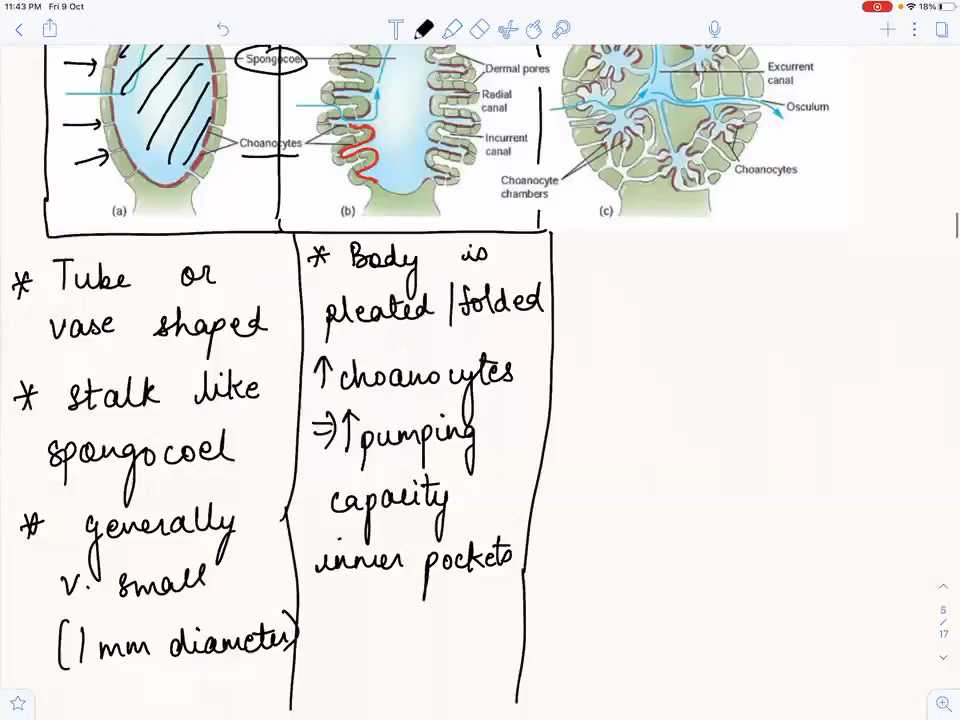 11:43 PM Fri 9 Oct
18%
Spongocoel
Choanocytes
(a)
Dermal pores
Radial
canal
Incurrent
canal
(b)
Excurrent
canal
Osculum
Choanocytes
Choanocyte
chambers
(c)
* Tube or
vase shaped
* stalk like
spongocoel
* generally
v. small
(1 mm diameter)
* Body is
pleated / folded
↑ choanocytes
⇒ ↑ pumping
capacity
inner pockets
5
/
17